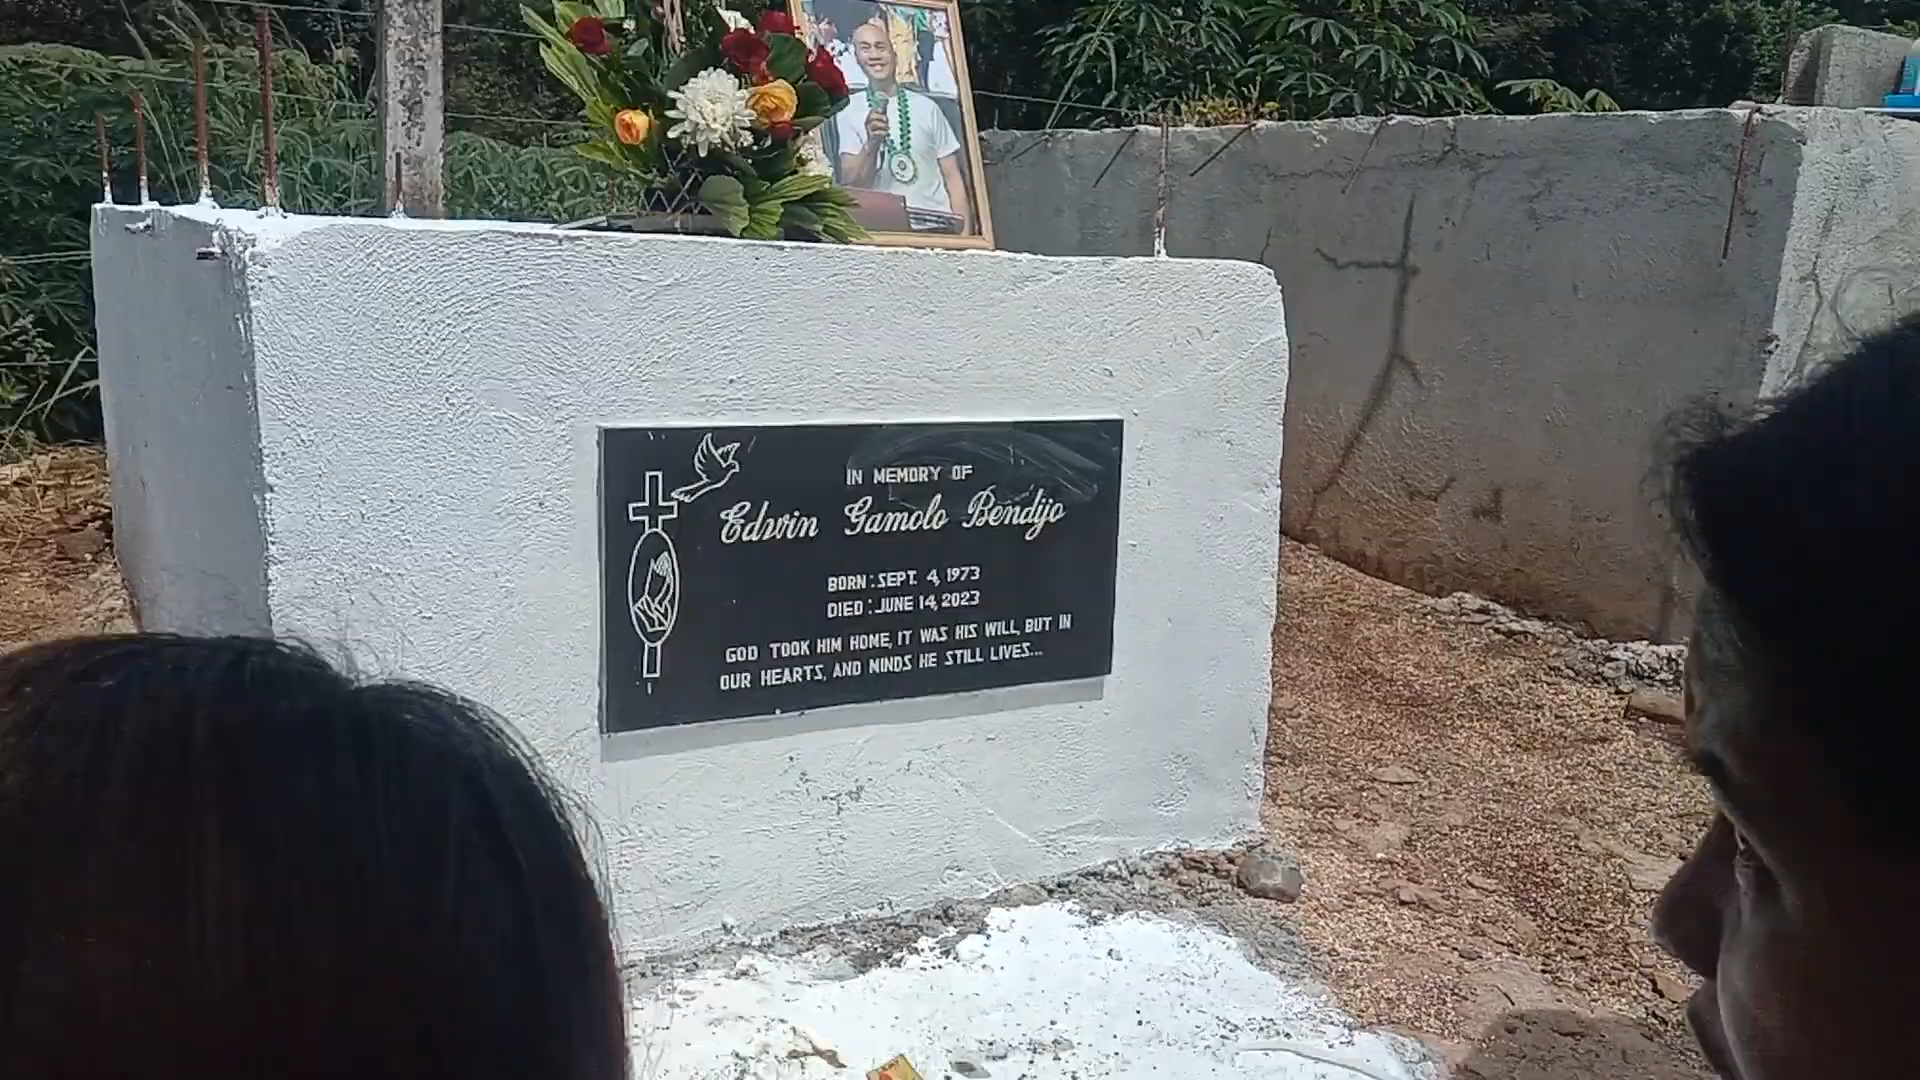 IN MEMORY OF
Edwin Gamolo Bendijo
BORN : SEPT. 4, 1973
DIED : JUNE 14, 2023
GOD TOOK HIM HOME, IT WAS HIS WILL, BUT IN
OUR HEARTS, AND MINDS HE STILL LIVES...